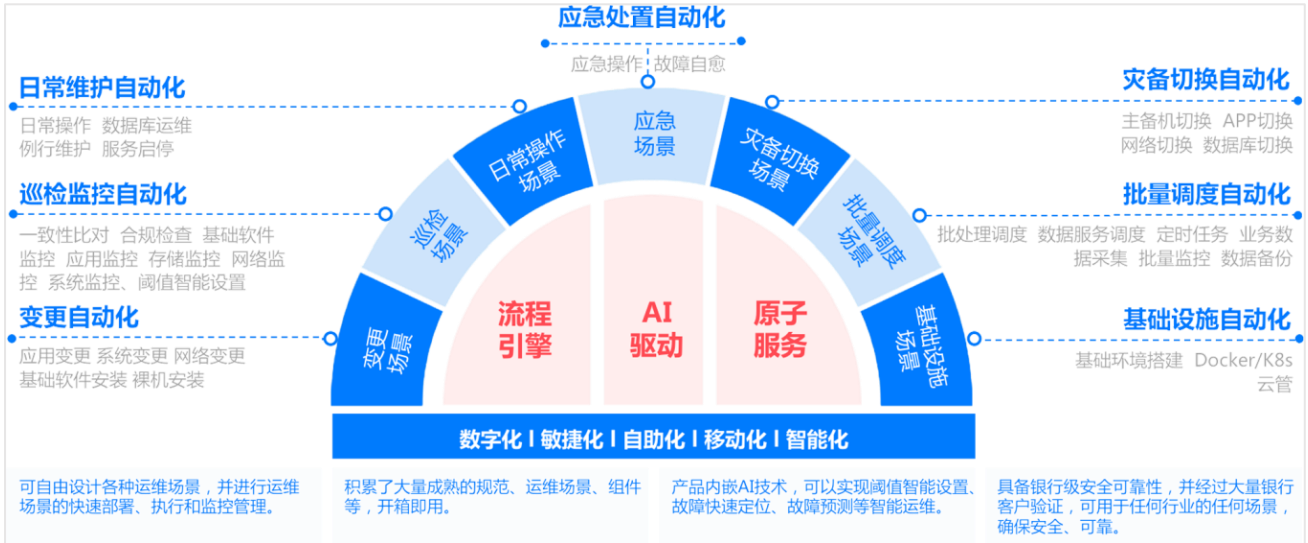 应急处置自动化
应急操作 故障自愈
日常维护自动化
日常操作 数据库运维
例行维护 服务启停
巡检监控自动化
一致性比对 合规检查 基础软件
监控 应用监控 存储监控 网络监
控 系统监控、阈值智能设置
变更自动化
应用变更 系统变更 网络变更
基础软件安装 裸机安装
灾备切换自动化
主备机切换 APP切换
网络切换 数据库切换
批量调度自动化
批处理调度 数据服务调度 定时任务 业务数
据采集 批量监控 数据备份
基础设施自动化
基础环境搭建 Docker/K8s
云管
变更
场景
巡检
场景
日常操作
场景
应急
场景
灾备切换
场景
批量调度
场景
基础设施
场景
流程
引擎
AI
驱动
原子
服务
数字化 I 敏捷化 I 自助化 I 移动化 I 智能化
可自由设计各种运维场景，并进行运维
场景的快速部署、执行和监控管理。
积累了大量成熟的规范、运维场景、组件
等，开箱即用。
产品内嵌AI技术，可以实现阈值智能设置、
故障快速定位、故障预测等智能运维。
具备银行级安全可靠性，并经过大量银行
客户验证，可用于任何行业的任何场景，
确保安全、可靠。